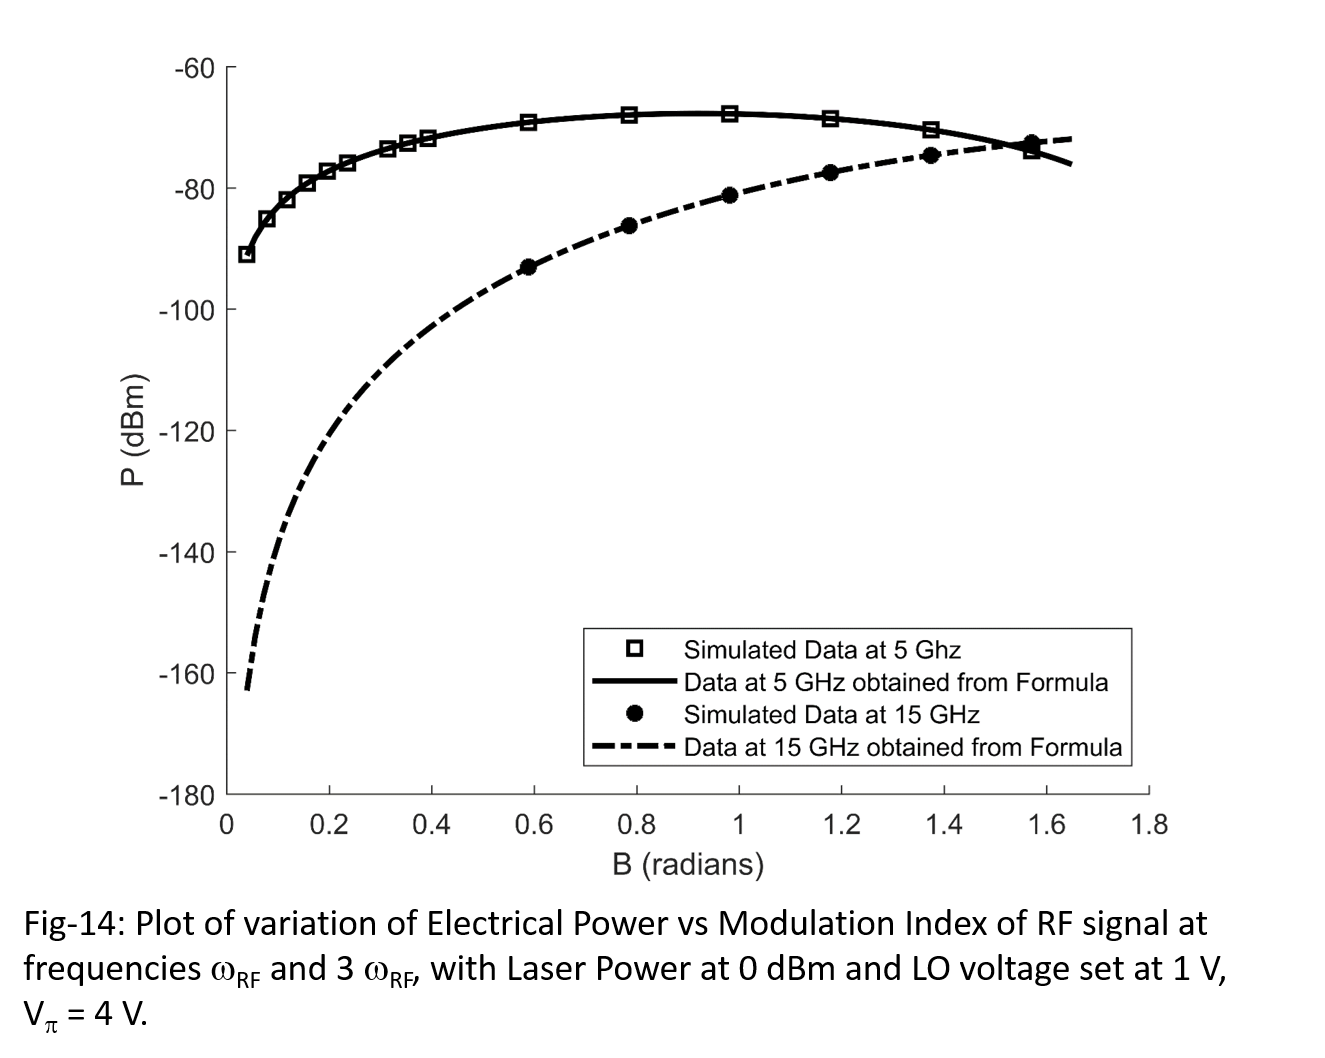 -60
-80
-100
-120
-140
-160
-180
P (dBm)
0 0.2 0.4 0.6 0.8 1 1.2 1.4 1.6 1.8
B (radians)
Simulated Data at 5 Ghz
Data at 5 GHz obtained from Formula
Simulated Data at 15 GHz
Data at 15 GHz obtained from Formula
Fig-14: Plot of variation of Electrical Power vs Modulation Index of RF signal at
frequencies ωRF and 3 ωRF, with Laser Power at 0 dBm and LO voltage set at 1 V,
Vπ = 4 V.